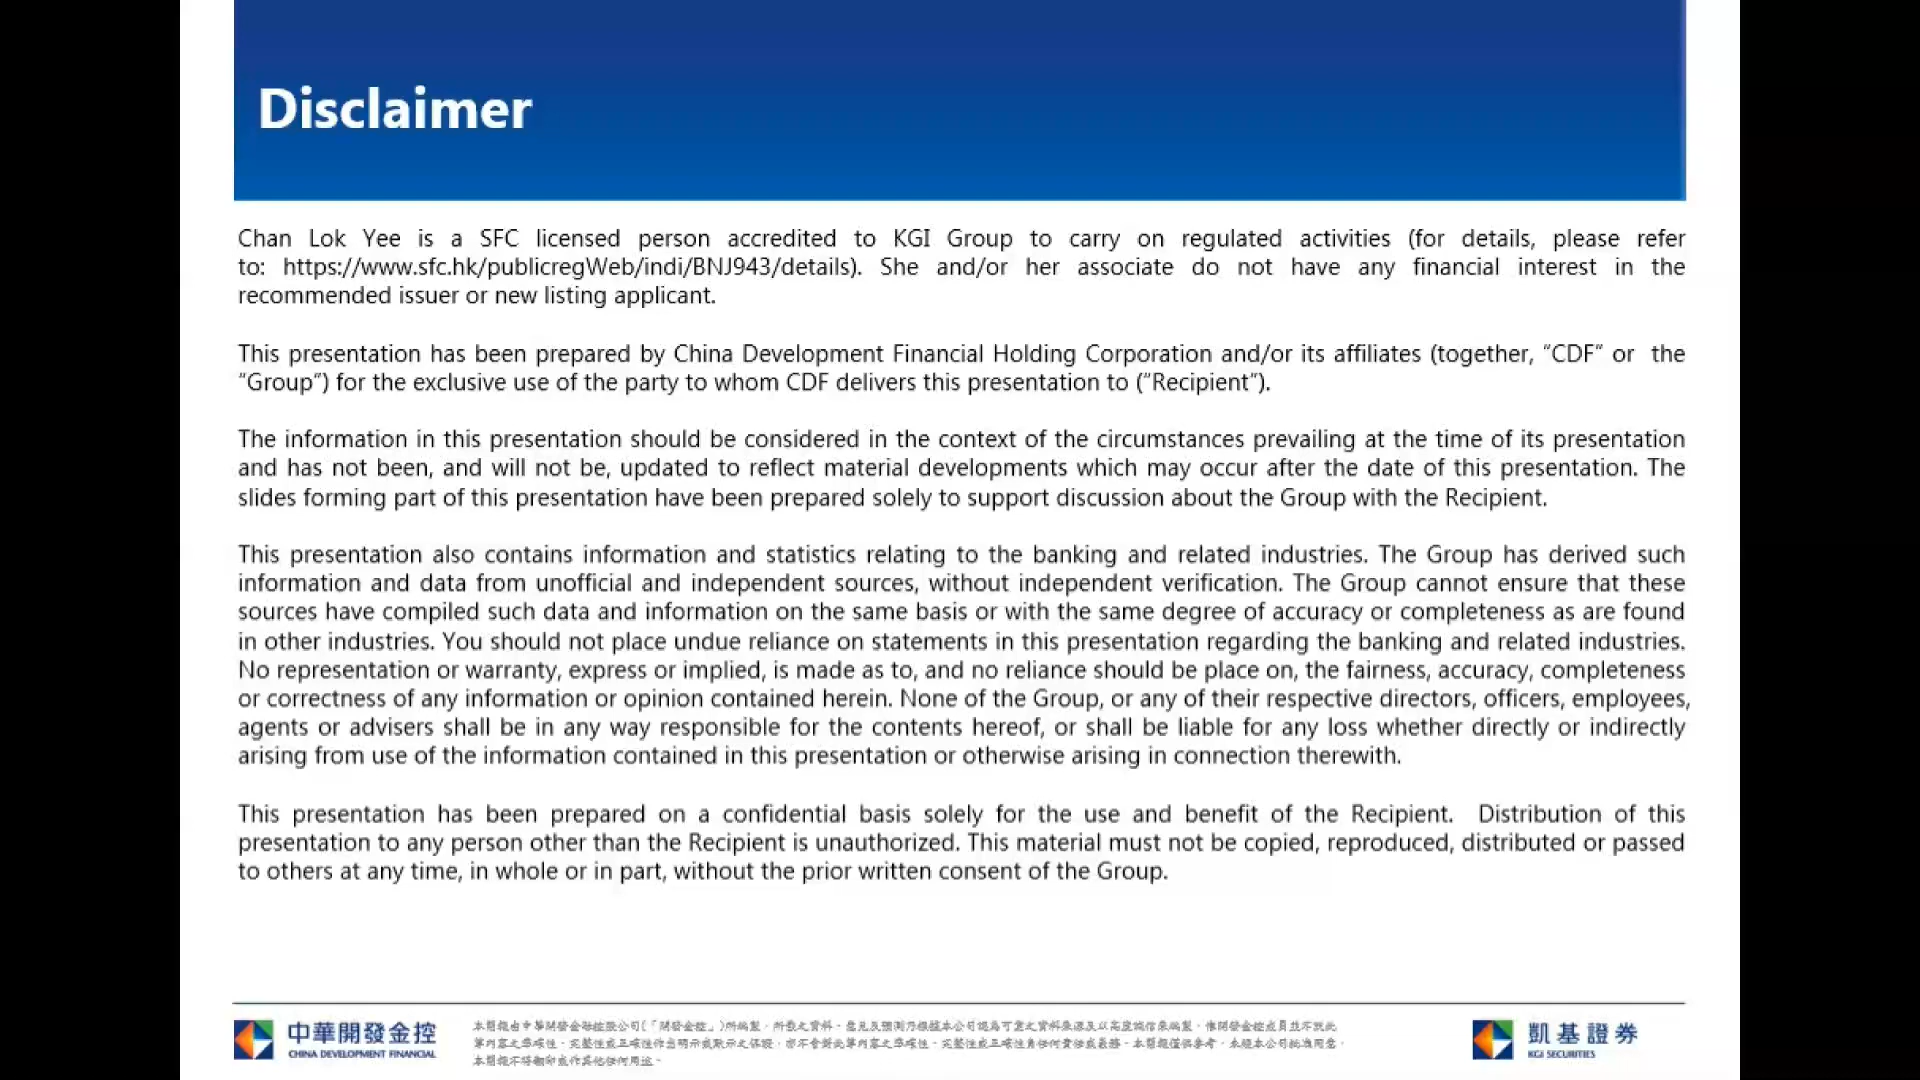 Disclaimer
Chan Lok Yee is a SFC licensed person accredited to KGI Group to carry on regulated activities (for details, please refer
to: https://www.sfc.hk/publicregWeb/indi/BNJ943/details). She and/or her associate do not have any financial interest in the
recommended issuer or new listing applicant.
This presentation has been prepared by China Development Financial Holding Corporation and/or its affiliates (together, “CDF” or the
“Group”) for the exclusive use of the party to whom CDF delivers this presentation to (“Recipient”).
The information in this presentation should be considered in the context of the circumstances prevailing at the time of its presentation
and has not been, and will not be, updated to reflect material developments which may occur after the date of this presentation. The
slides forming part of this presentation have been prepared solely to support discussion about the Group with the Recipient.
This presentation also contains information and statistics relating to the banking and related industries. The Group has derived such
information and data from unofficial and independent sources, without independent verification. The Group cannot ensure that these
sources have compiled such data and information on the same basis or with the same degree of accuracy or completeness as are found
in other industries. You should not place undue reliance on statements in this presentation regarding the banking and related industries.
No representation or warranty, express or implied, is made as to, and no reliance should be place on, the fairness, accuracy, completeness
or correctness of any information or opinion contained herein. None of the Group, or any of their respective directors, officers, employees,
agents or advisers shall be in any way responsible for the contents hereof, or shall be liable for any loss whether directly or indirectly
arising from use of the information contained in this presentation or otherwise arising in connection therewith.
This presentation has been prepared on a confidential basis solely for the use and benefit of the Recipient. Distribution of this
presentation to any person other than the Recipient is unauthorized. This material must not be copied, reproduced, distributed or passed
to others at any time, in whole or in part, without the prior written consent of the Group.
中華開發金控
CHINA DEVELOPMENT FINANCIAL
凱基證券
KGI SECURITIES